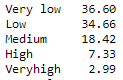 Very low 36.60
Low 34.66
Medium 18.42
High 7.33
Veryhigh 2.99